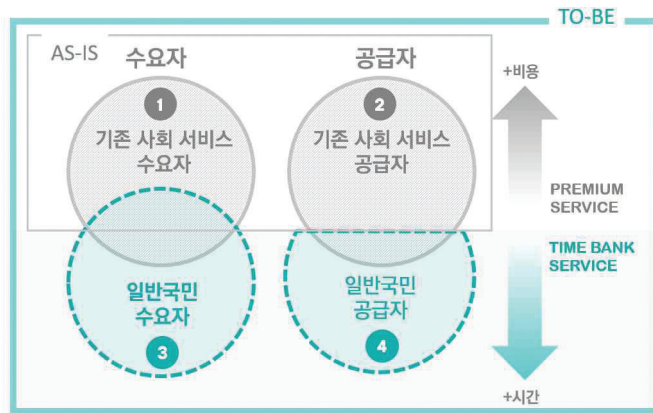 TO-BE
AS-IS
수요자
공급자
+비용
1
2
기존 사회 서비스
수요자
기존 사회 서비스
공급자
PREMIUM
SERVICE
TIME BANK
SERVICE
일반국민
수요자
일반국민
공급자
3
4
+시간